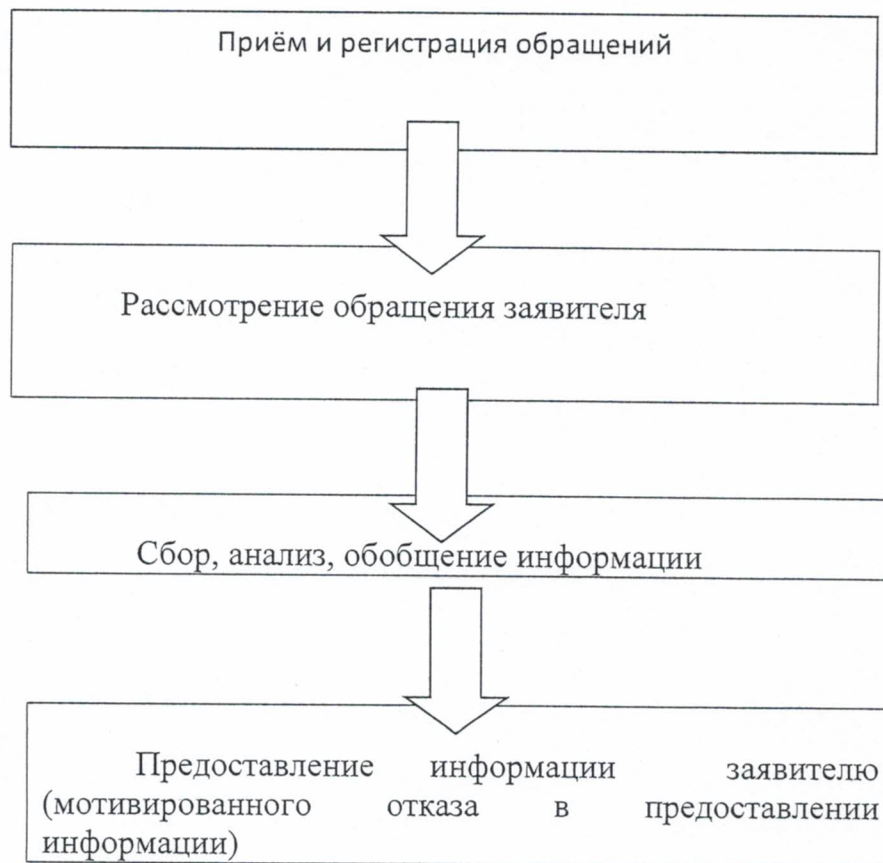 Приём и регистрация обращений
Рассмотрение обращения заявителя
Сбор, анализ, обобщение информации
Предоставление информации заявителю
(мотивированного отказа в предоставлении
информации)